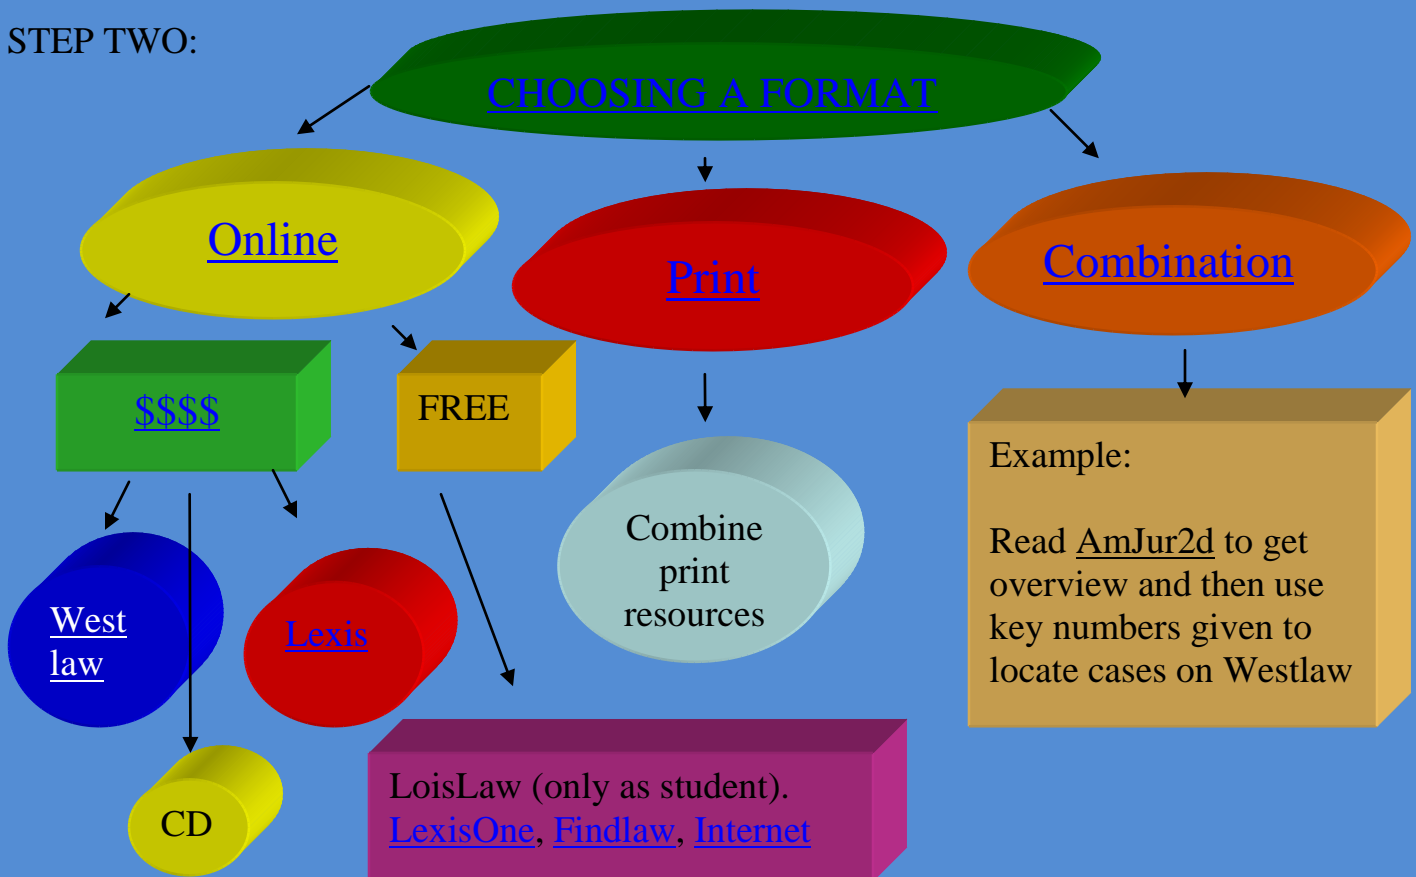 STEP TWO:
CHOOSING A FORMAT
Online
Print
Combination
$$$$
FREE
Example:
Read AmJur2d to get
overview and then use
key numbers given to
locate cases on Westlaw
Combine
print
resources
West
law
Lexis
CD
LoisLaw (only as student).
LexisOne, Findlaw, Internet